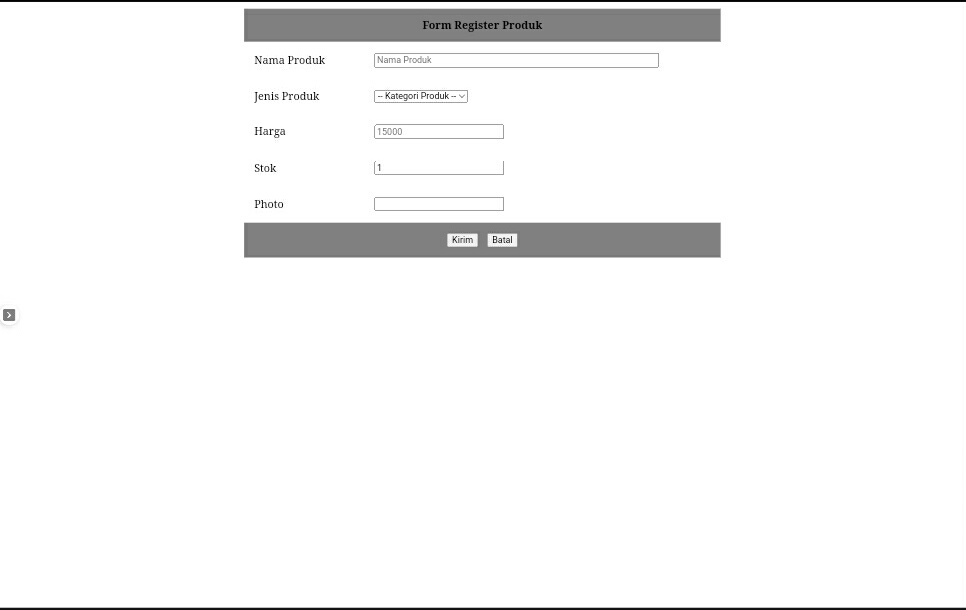 Form Register Produk
Nama Produk Nama Produk
Jenis Produk -- Kategori Produk --
Harga 15000
Stok 1
Photo
Kirim Batal